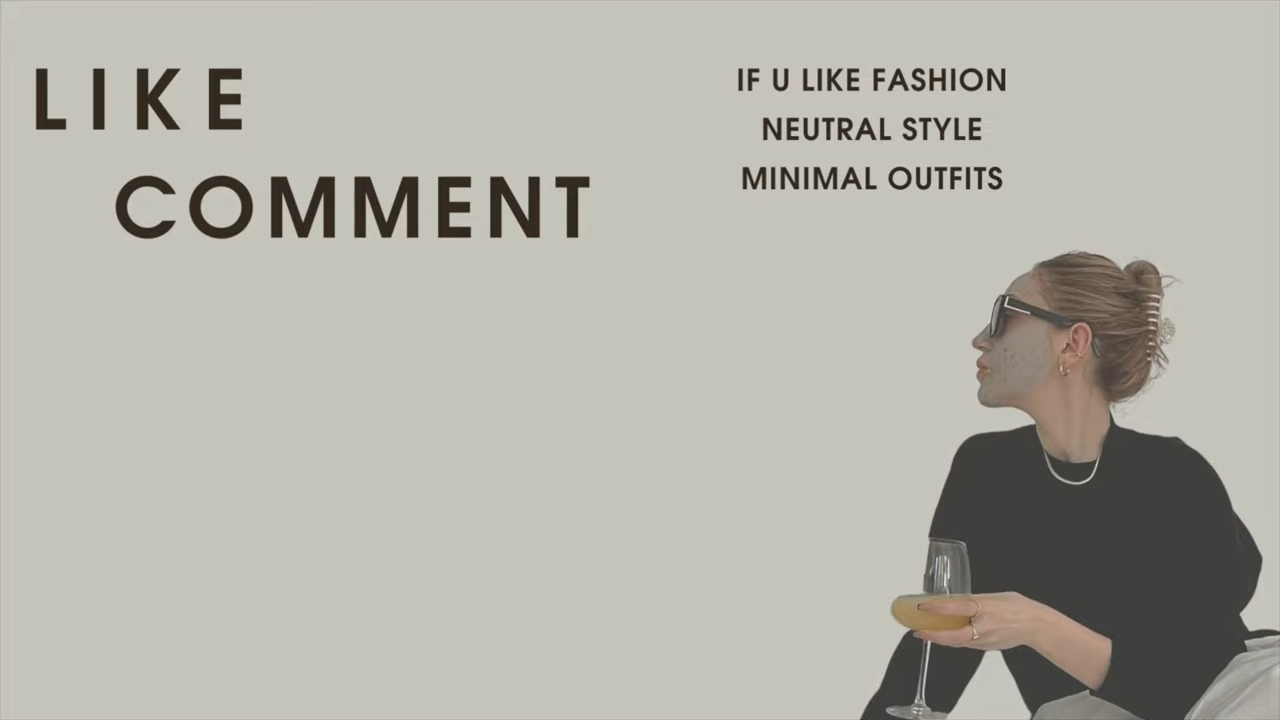 LIKE
COMMENT
IF U LIKE FASHION
NEUTRAL STYLE
MINIMAL OUTFITS